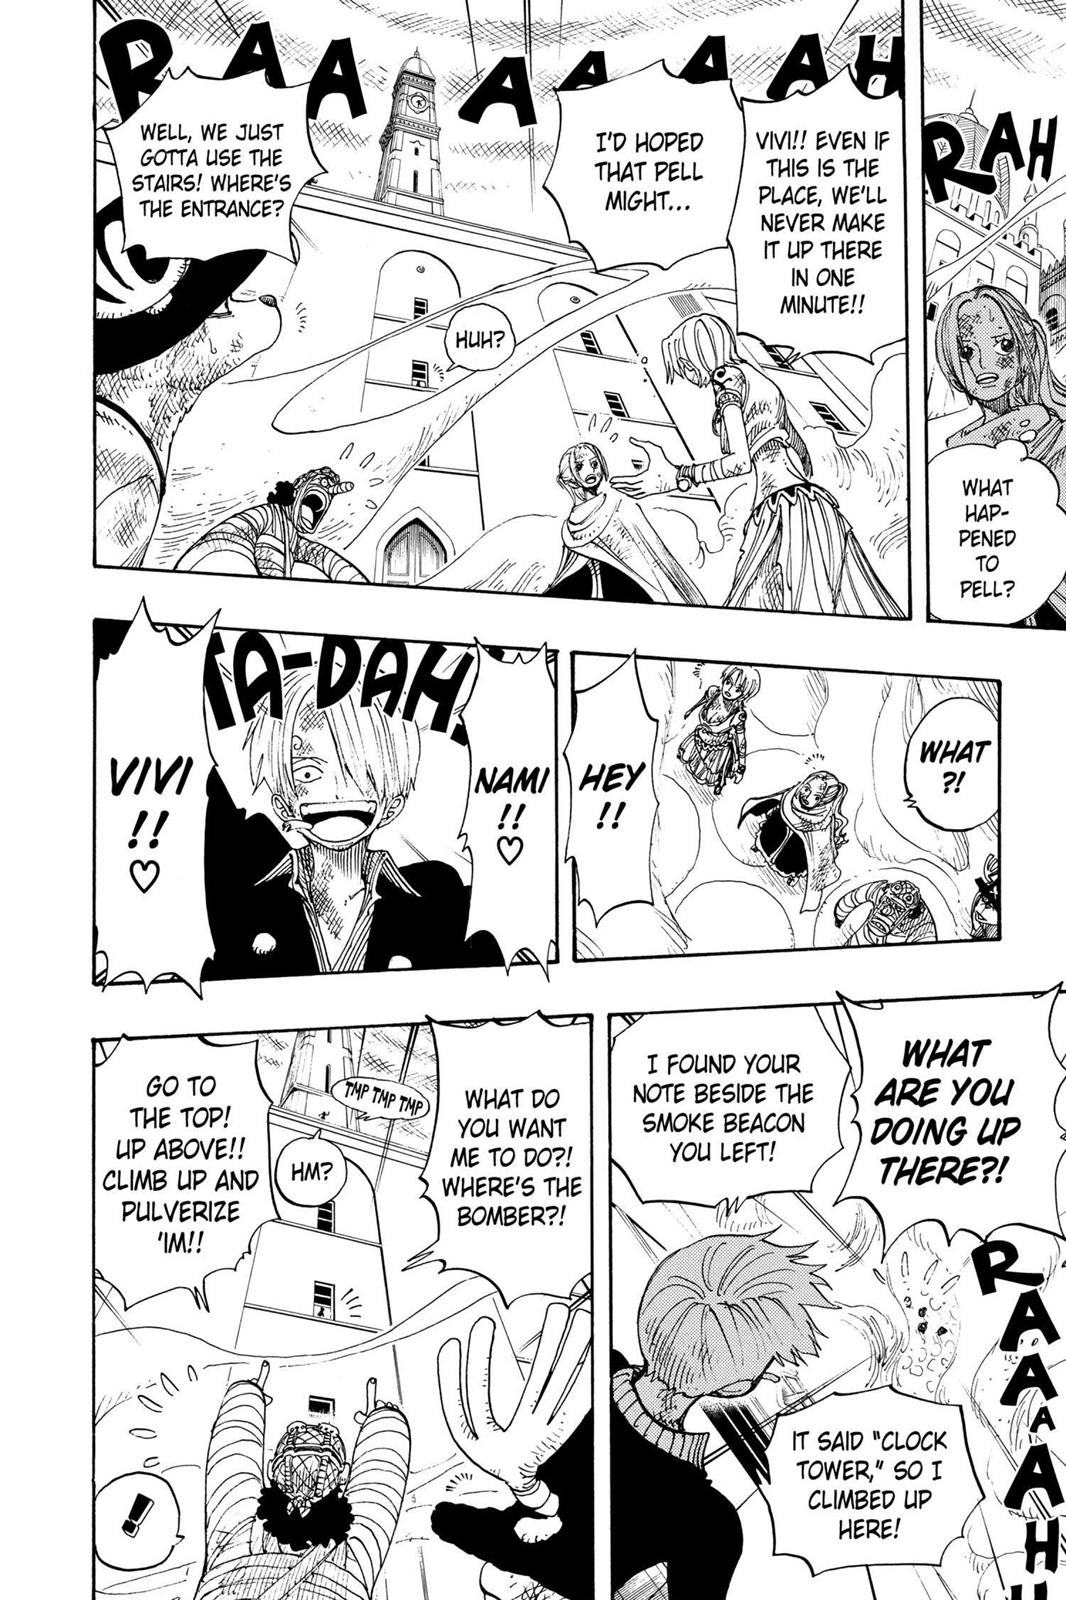 RAH
WHAT
HAP-
PENED
TO
PELL?
RAA A A A A AH
VIVI!! EVEN IF
THIS IS THE
PLACE, WE'LL
NEVER MAKE
IT UP THERE
IN ONE
MINUTE!!
I'D HOPED
THAT PELL
MIGHT...
HUH?
WELL, WE JUST
GOTTA USE THE
STAIRS! WHERE'S
THE ENTRANCE?
WHAT
?!
HEY
!!
NAMI
!!
♡
TA-DAH!
VIVI
!!
♡
WHAT
ARE YOU
DOING UP
THERE?!
I FOUND YOUR
NOTE BESIDE THE
SMOKE BEACON
YOU LEFT!
RAAAAH
IT SAID "CLOCK
TOWER," SO I
CLIMBED UP
HERE!
WHAT DO
YOU WANT
ME TO DO?!
WHERE'S THE
BOMBER?!
TMP TMP TMP
HM?
GO TO
THE TOP!
UP ABOVE!!
CLIMB UP AND
PULVERIZE
'IM!!
!